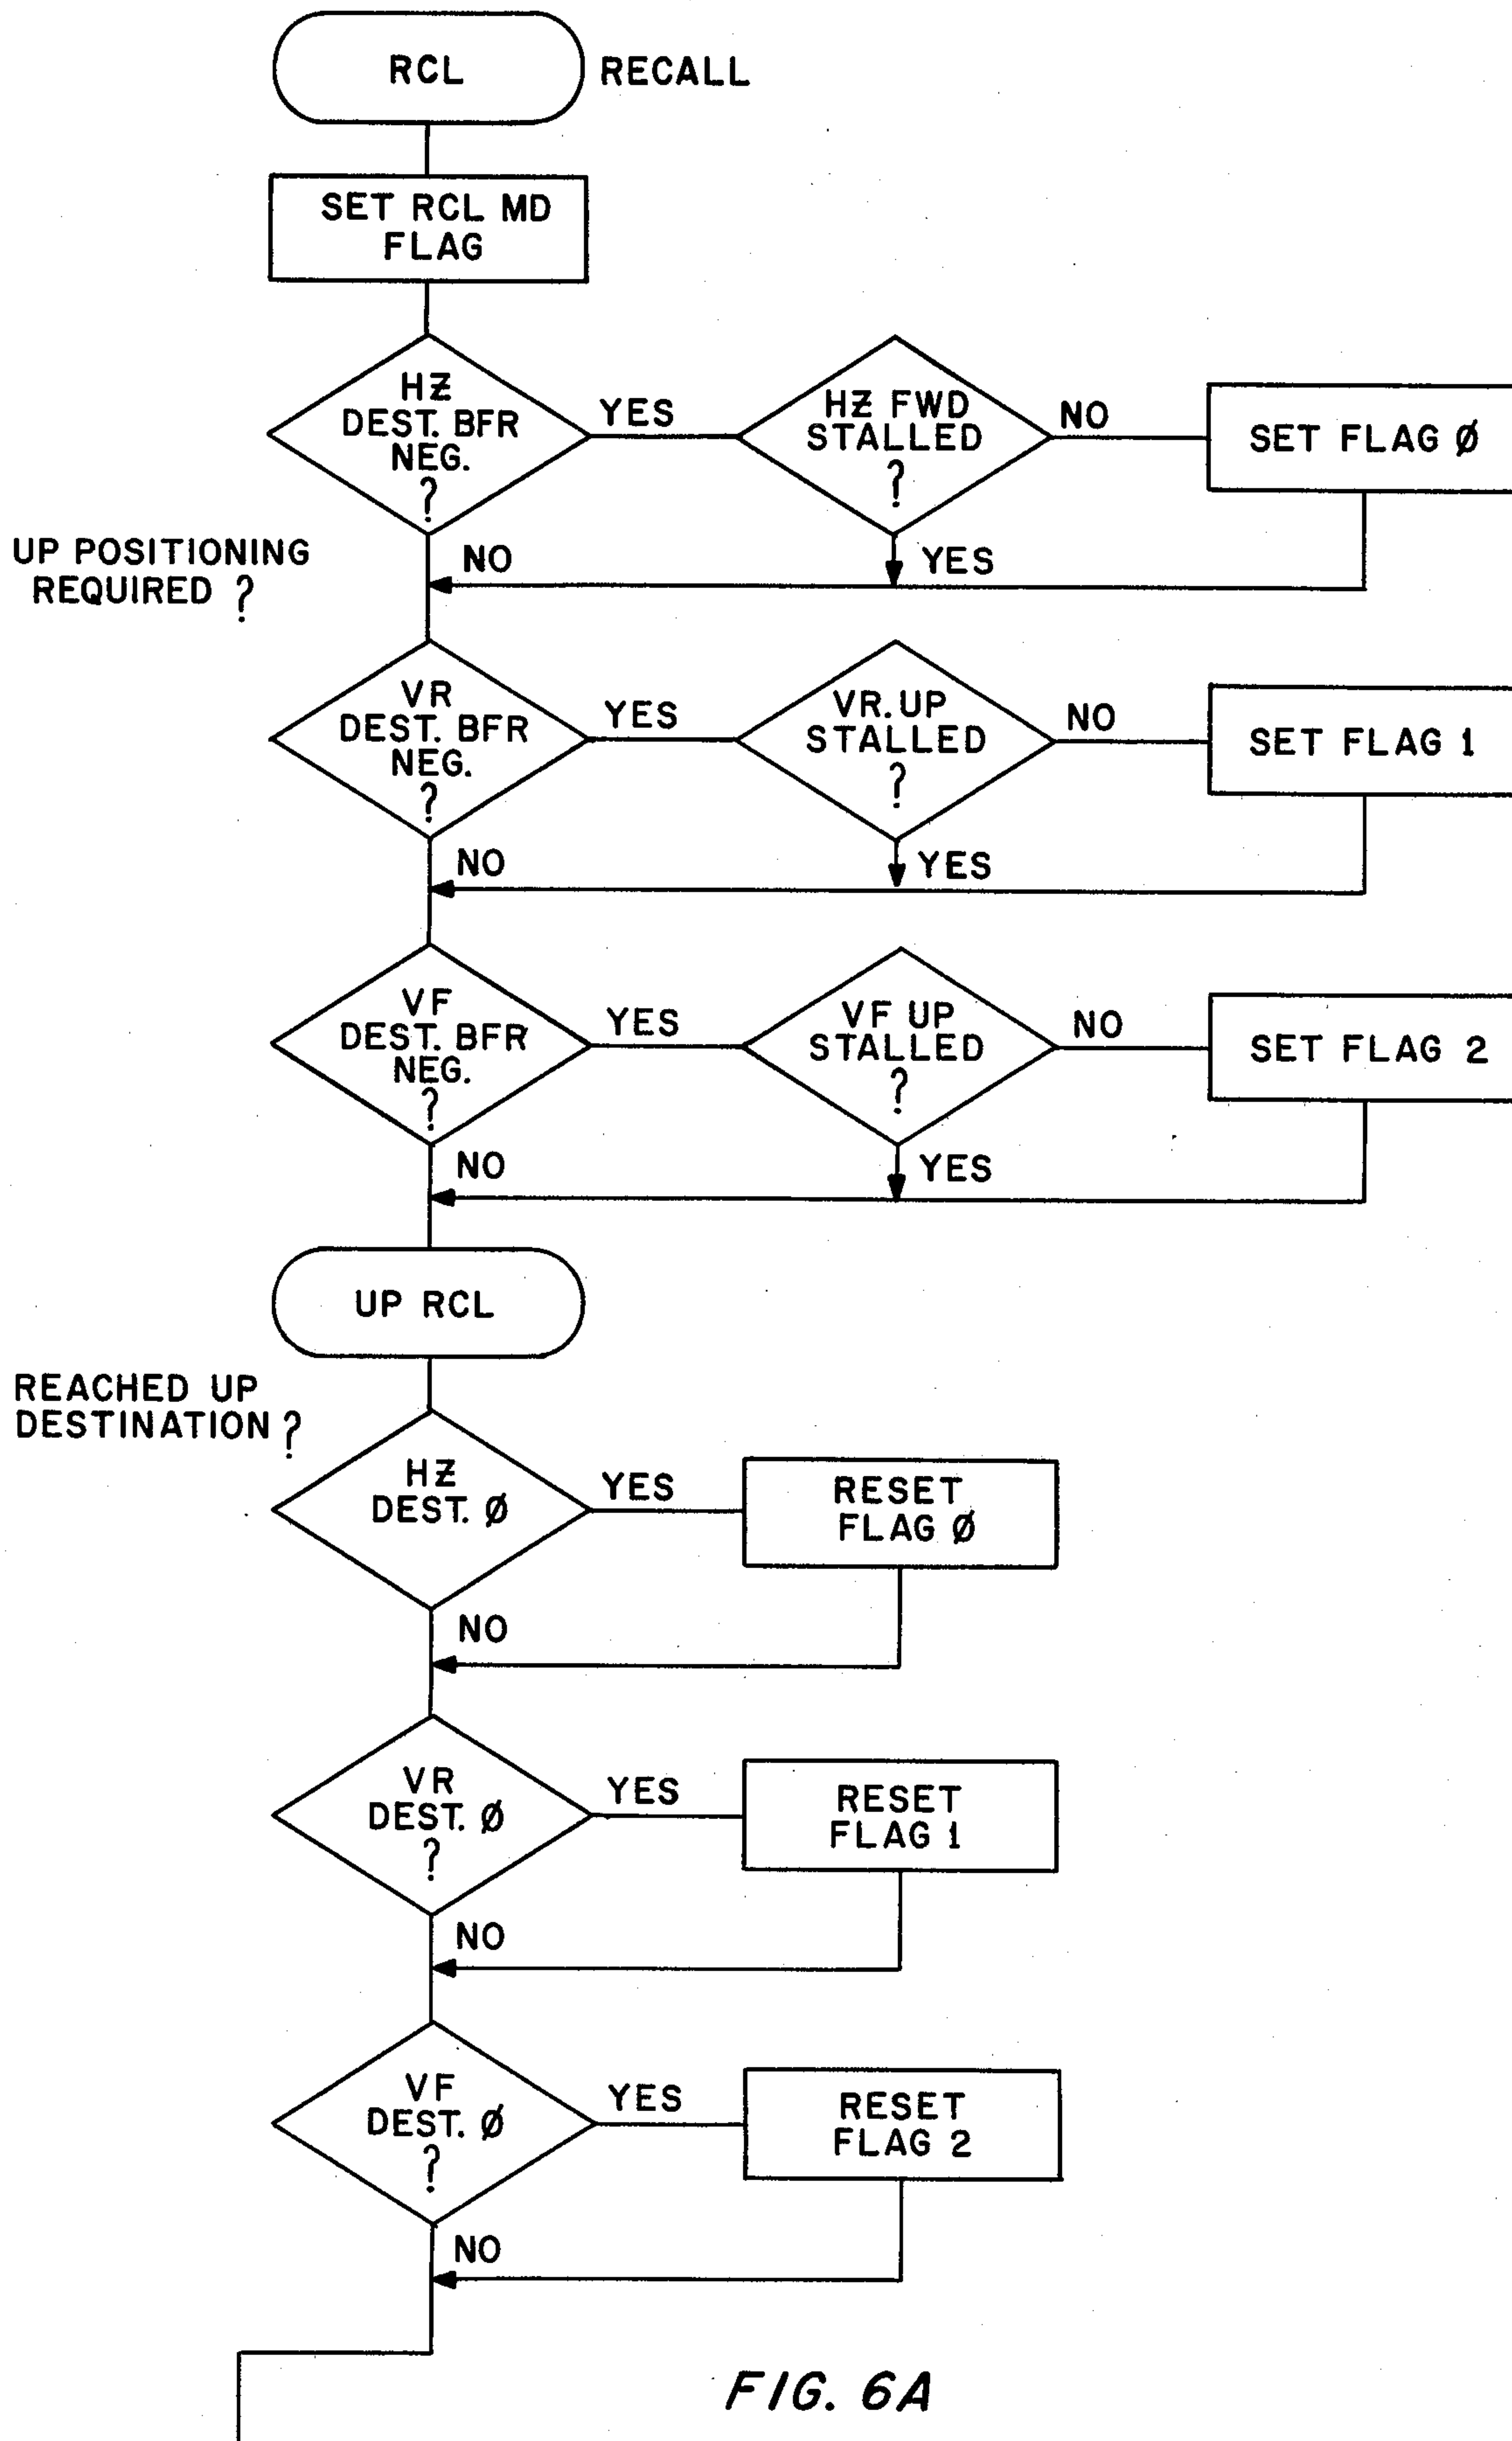 RCL
RECALL
SET RCL MD
FLAG
HƵ
DEST. BFR
NEG.
?
YES
HƵ FWD
STALLED
?
NO
SET FLAG Ø
YES
NO
UP POSITIONING
REQUIRED ?
VR
DEST. BFR
NEG.
?
YES
VR. UP
STALLED
?
NO
SET FLAG 1
YES
NO
VF
DEST. BFR
NEG.
?
YES
VF UP
STALLED
?
NO
SET FLAG 2
YES
NO
UP RCL
REACHED UP
DESTINATION ?
HƵ
DEST. Ø
YES
RESET
FLAG Ø
NO
VR
DEST. Ø
?
YES
RESET
FLAG 1
NO
VF
DEST. Ø
?
YES
RESET
FLAG 2
NO
FIG. 6A